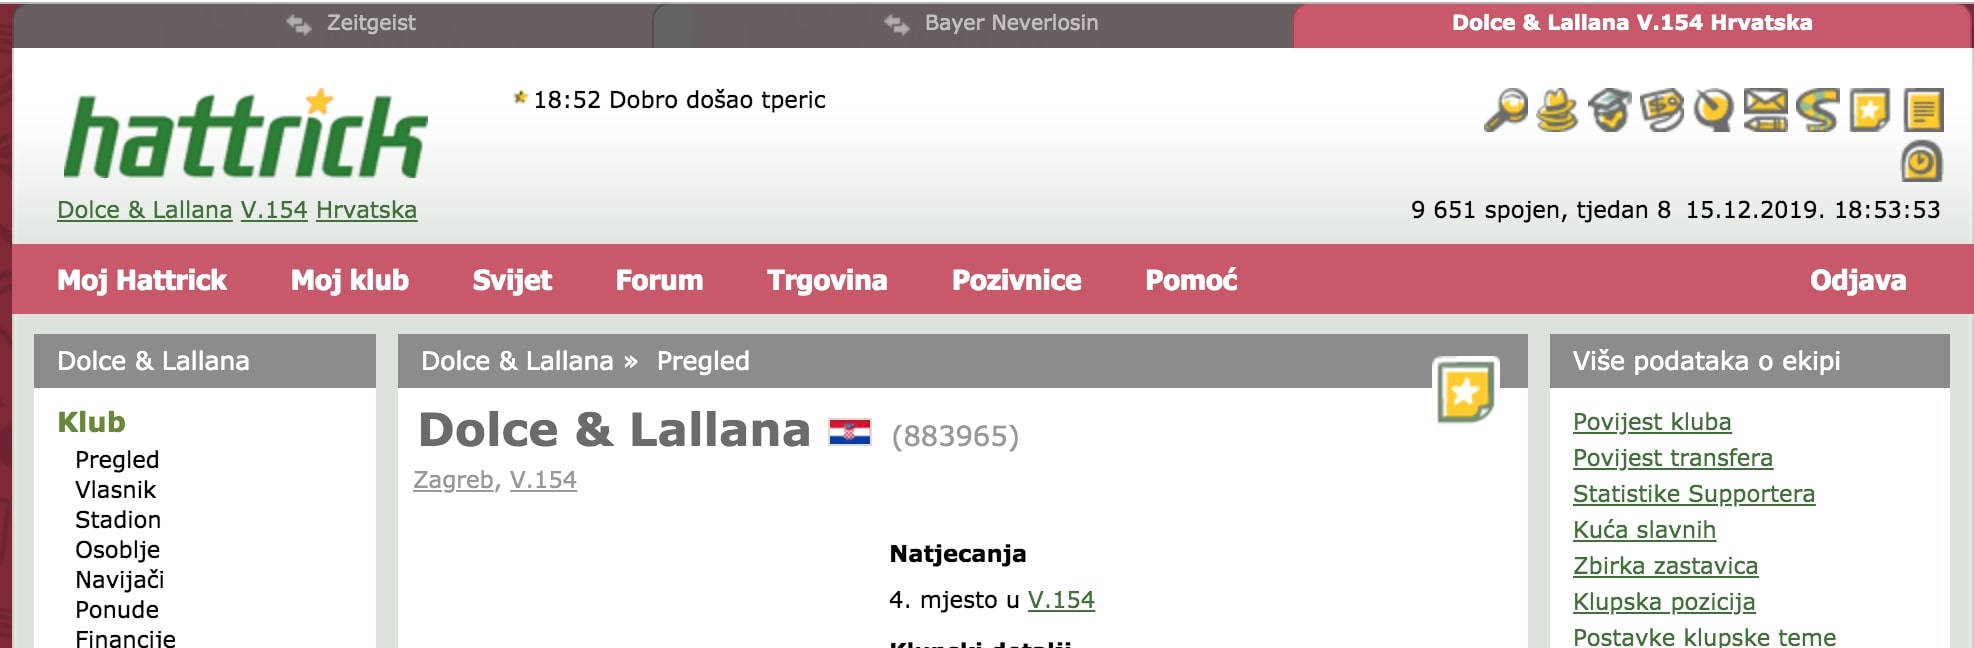 Zeitgeist
Bayer Neverlosin
Dolce & Lallana V.154 Hrvatska
hattrick
18:52 Dobro došao tperic
Dolce & Lallana V.154 Hrvatska
9 651 spojen, tjedan 8 15.12.2019. 18:53:53
Moj Hattrick Moj klub Svijet Forum Trgovina Pozivnice Pomoć Odjava
Dolce & Lallana
Klub
Pregled
Vlasnik
Stadion
Osoblje
Navijači
Ponude
Financije
Dolce & Lallana » Pregled
Dolce & Lallana (883965)
Zagreb, V.154
Natjecanja
4. mjesto u V.154
Klupski detalji
Više podataka o ekipi
Povijest kluba
Povijest transfera
Statistike Supportera
Kuća slavnih
Zbirka zastavica
Klupska pozicija
Postavke klupske teme